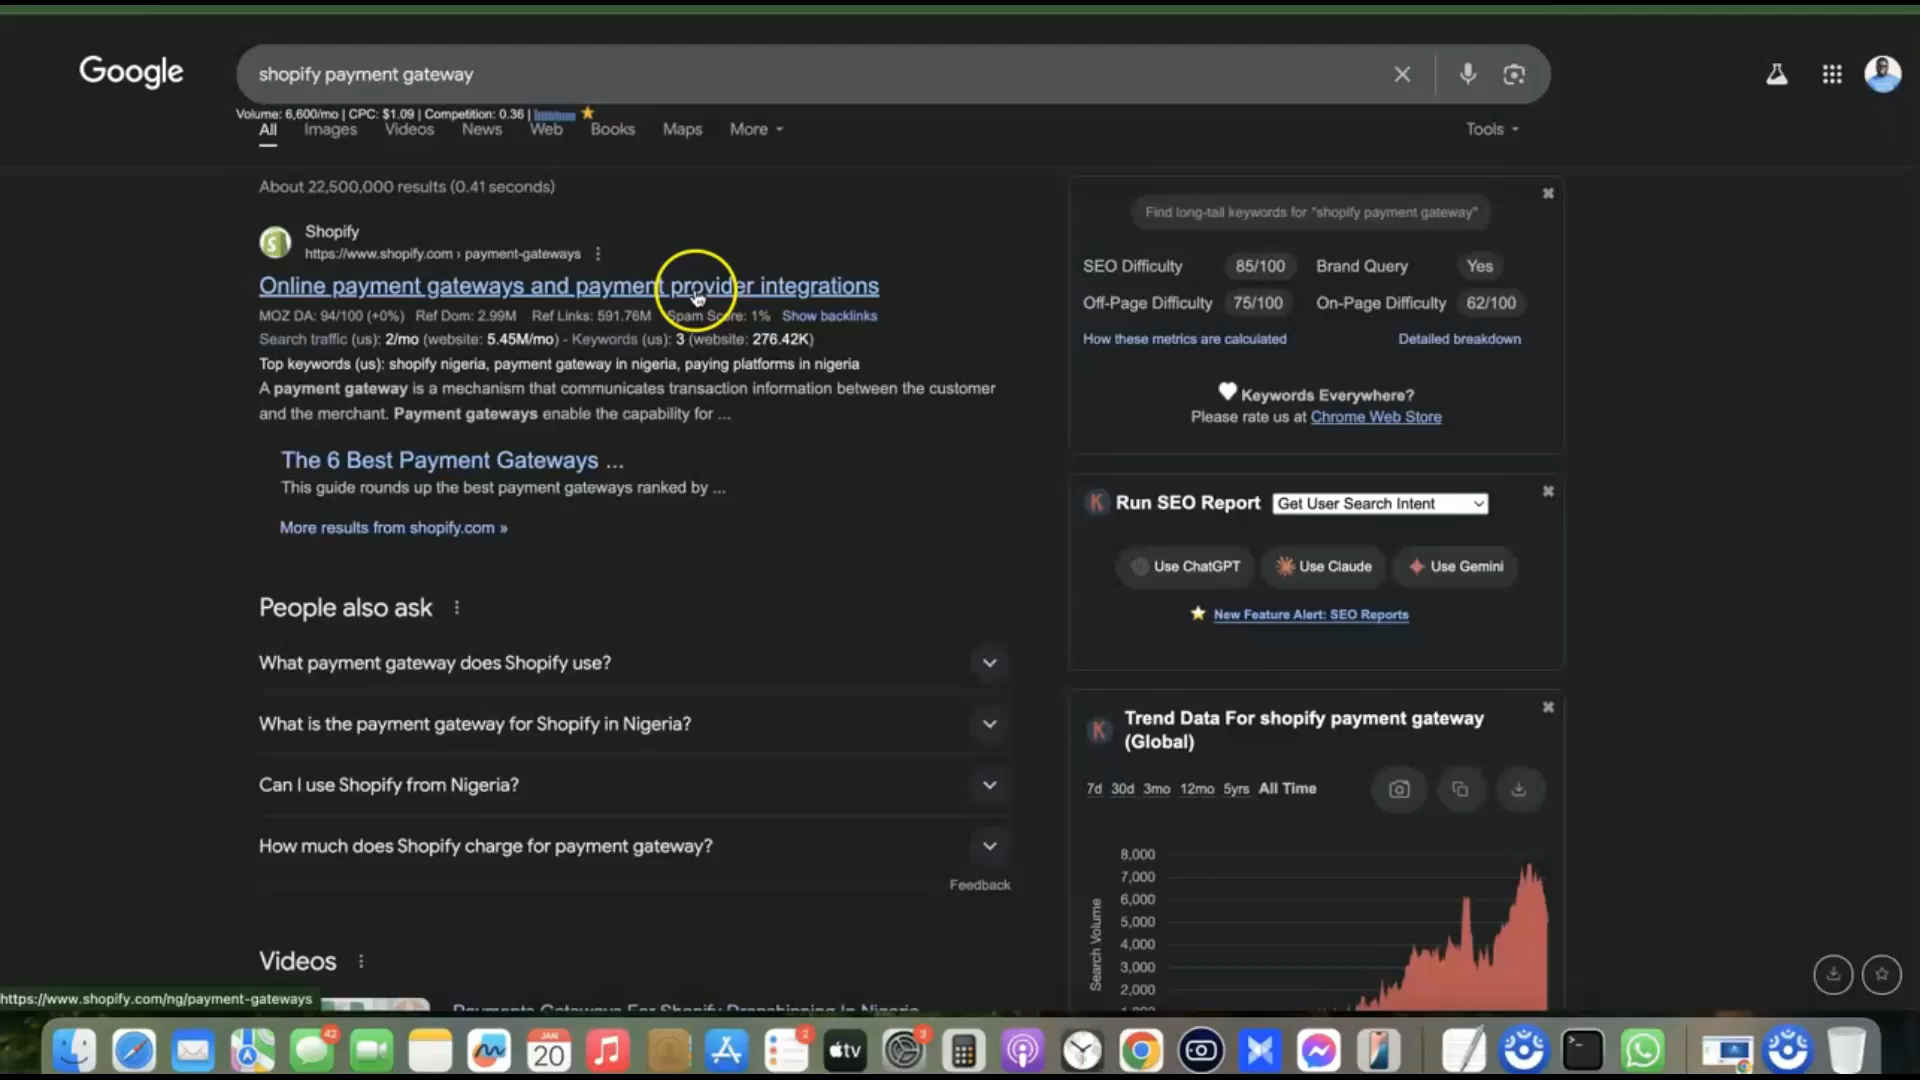 Google
shopify payment gateway
Volume: 6,600/mo | CPC: $1.09 | Competition: 0.36 |
All Images Videos News Web Books Maps More Tools
About 22,500,000 results (0.41 seconds)
Shopify
https://www.shopify.com › payment-gateways
Online payment gateways and payment provider integrations
MOZ DA: 94/100 (+0%) Ref Dom: 2.99M Ref Links: 591.76M Spam Score: 1% Show backlinks
Search traffic (us): 2/mo (website: 5.45M/mo) - Keywords (us): 3 (website: 276.42K)
Top keywords (us): shopify nigeria, payment gateway in nigeria, paying platforms in nigeria
A payment gateway is a mechanism that communicates transaction information between the customer
and the merchant. Payment gateways enable the capability for ...
The 6 Best Payment Gateways ...
This guide rounds up the best payment gateways ranked by ...
More results from shopify.com »
People also ask
What payment gateway does Shopify use?
What is the payment gateway for Shopify in Nigeria?
Can I use Shopify from Nigeria?
How much does Shopify charge for payment gateway?
Feedback
Videos
Payments Gateways For Shopify Dropshipping In Nigeria
https://www.shopify.com/ng/payment-gateways
Find long-tail keywords for "shopify payment gateway"
SEO Difficulty 85/100 Brand Query Yes
Off-Page Difficulty 75/100 On-Page Difficulty 62/100
How these metrics are calculated Detailed breakdown
Keywords Everywhere?
Please rate us at Chrome Web Store
K Run SEO Report Get User Search Intent
Use ChatGPT Use Claude Use Gemini
New Feature Alert: SEO Reports
K Trend Data For shopify payment gateway
(Global)
7d 30d 3mo 12mo 5yrs All Time
Search Volume
8,000
7,000
6,000
5,000
4,000
3,000
2,000
1,000
42
JAN
20
2
tv
3